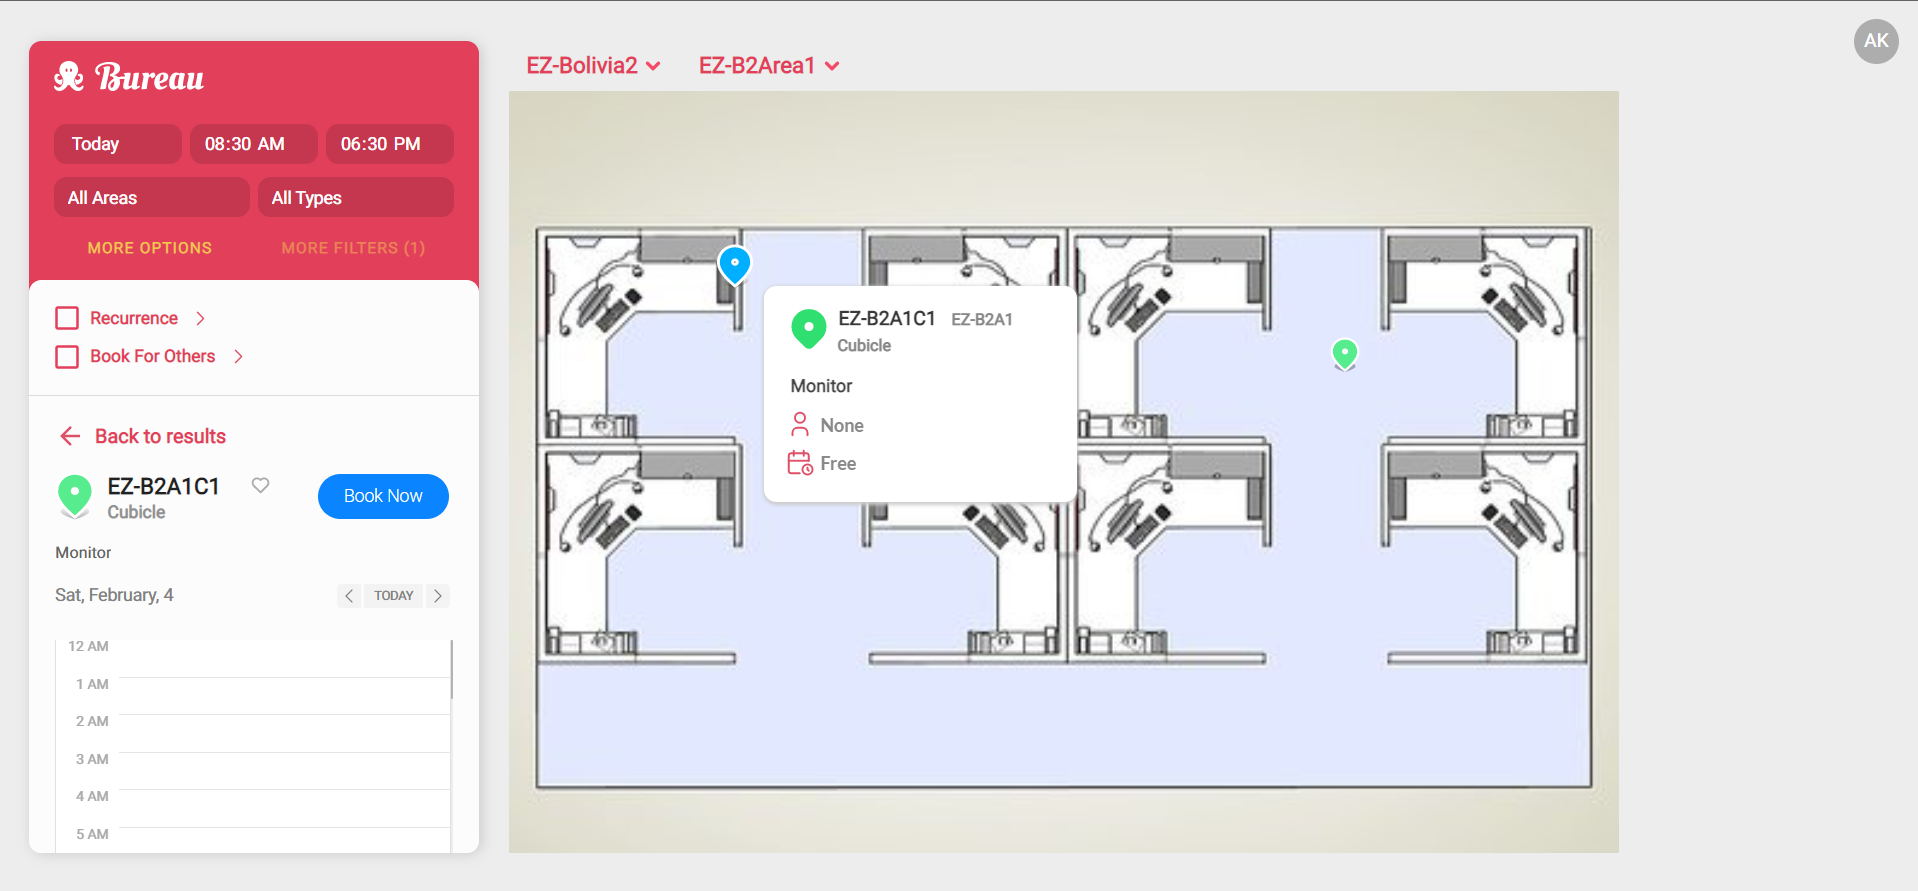 AK
Bureau
Today 08:30 AM 06:30 PM
All Areas All Types
MORE OPTIONS MORE FILTERS (1)
Recurrence
Book For Others
Back to results
EZ-B2A1C1 Book Now
Cubicle
Monitor
Sat, February, 4 TODAY
12 AM
1 AM
2 AM
3 AM
4 AM
5 AM
EZ-Bolivia2 EZ-B2Area1
EZ-B2A1C1 EZ-B2A1
Cubicle
Monitor
None
Free